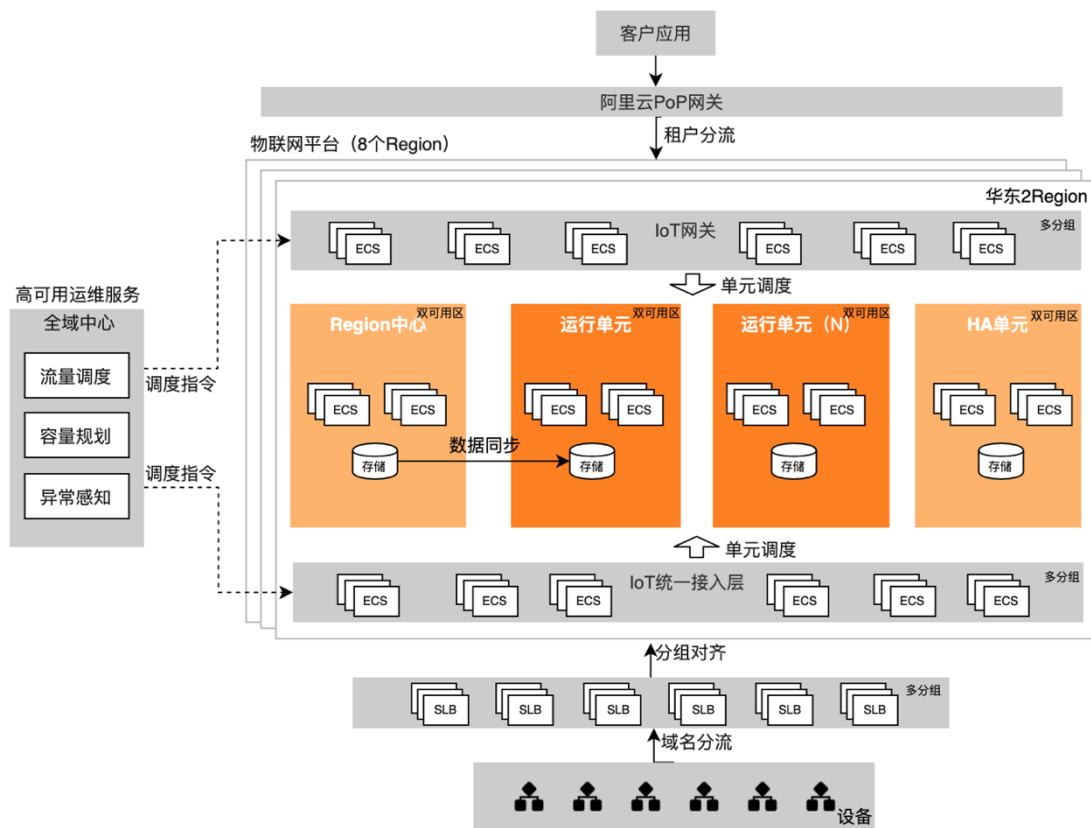 客户应用
阿里云PoP网关
租户分流
物联网平台（8个Region）
华东2Region
IoT网关
多分组
ECS
ECS
ECS
ECS
ECS
ECS
单元调度
高可用运维服务
全域中心
流量调度
容量规划
异常感知
调度指令
调度指令
Region中心
双可用区
ECS
ECS
存储
数据同步
运行单元
双可用区
ECS
ECS
存储
运行单元（N）
双可用区
ECS
ECS
存储
HA单元
双可用区
ECS
ECS
存储
单元调度
IoT统一接入层
多分组
ECS
ECS
ECS
ECS
ECS
ECS
分组对齐
多分组
SLB
SLB
SLB
SLB
SLB
SLB
域名分流
设备